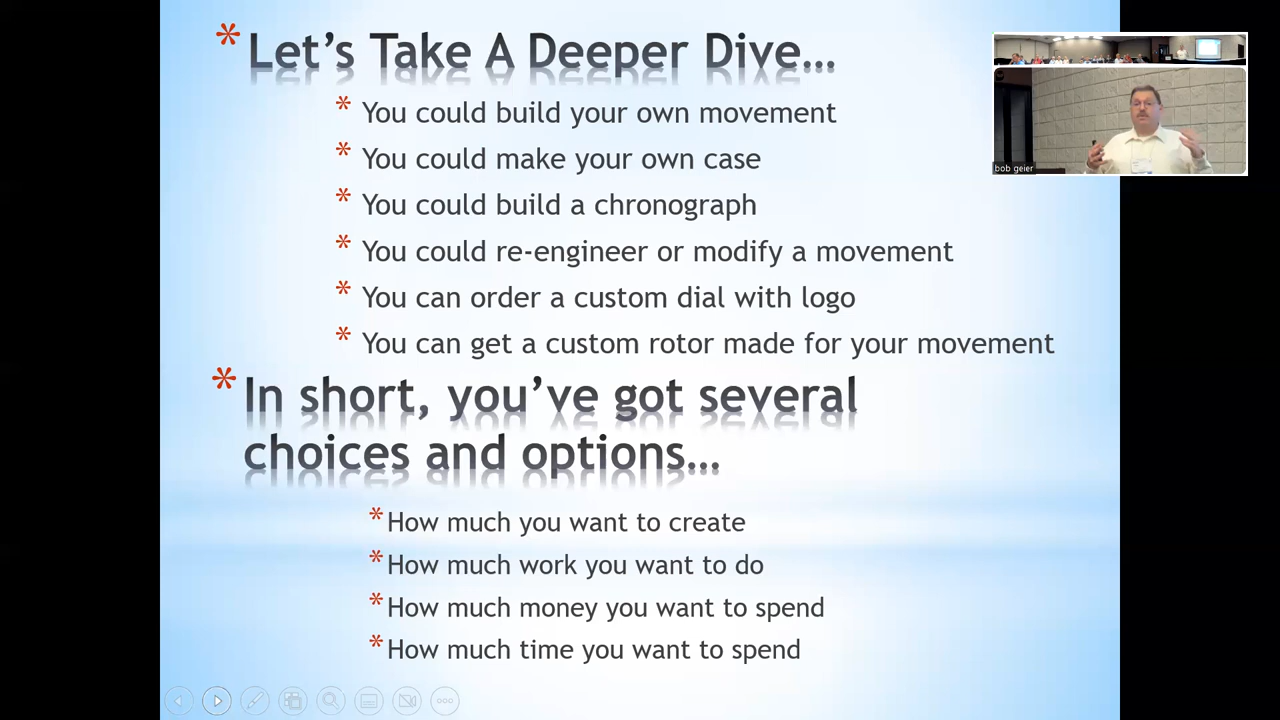 * Let's Take A Deeper Dive...
* You could build your own movement
* You could make your own case
* You could build a chronograph
* You could re-engineer or modify a movement
* You can order a custom dial with logo
* You can get a custom rotor made for your movement
* In short, you've got several
choices and options...
* How much you want to create
* How much work you want to do
* How much money you want to spend
* How much time you want to spend
bob geier